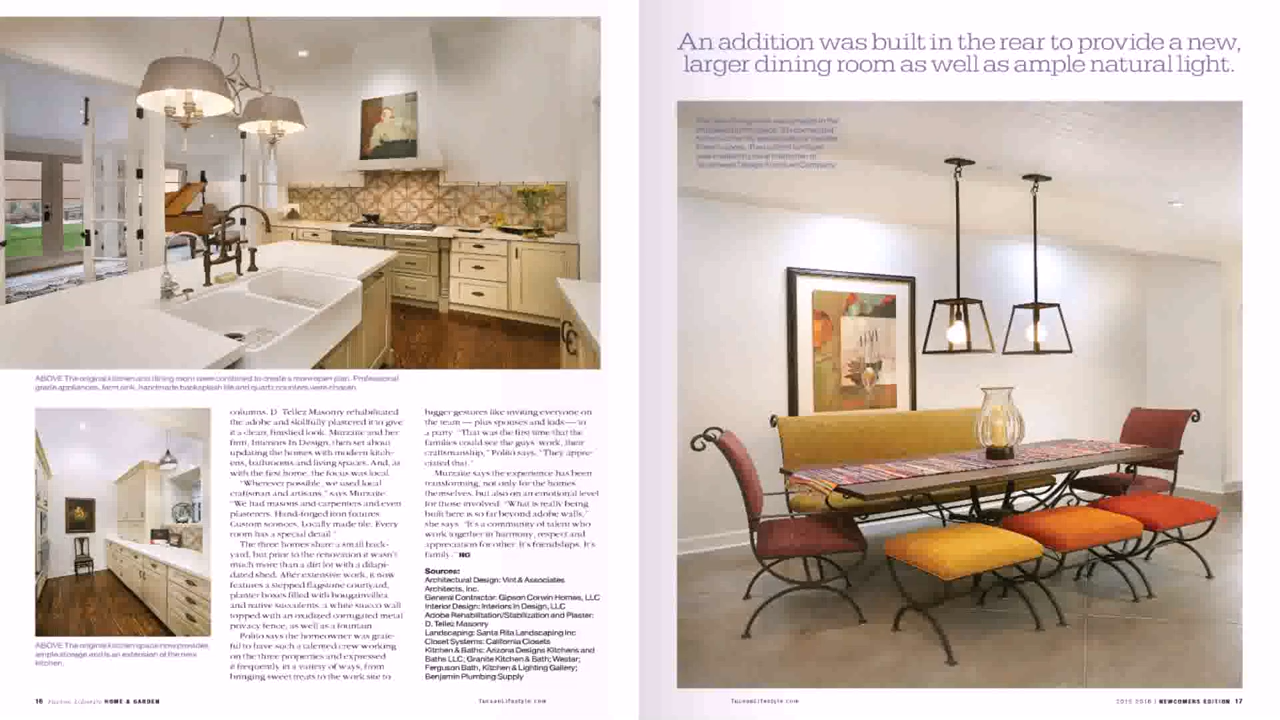 ABOVE The original kitchen and dining room were combined to create a more open plan. Professional
grade appliances, farm sink, handmade backsplash tile and quartz counters were chosen.
ABOVE The original kitchen space now provides
ample storage and is an extension of the new
kitchen.
columns. D. Tellez Masonry rehabilitated
the adobe and skillfully plastered it to give
it a clean, finished look. Murzaite and her
firm, Interiors In Design, then set about
updating the homes with modern kitch-
ens, bathrooms and living spaces. And, as
with the first home, the focus was local.
"Whenever possible, we used local
craftsman and artisans," says Murzaite.
"We had masons and carpenters and even
plasterers. Hand-forged iron fixtures.
Custom sconces. Locally made tile. Every
room has a special detail."
The three homes share a small back-
yard, but prior to the renovation it wasn't
much more than a dirt lot with a dilapi-
dated shed. After extensive work, it now
features a stepped flagstone courtyard,
planter boxes filled with bougainvillea
and native succulents, a white stucco wall
topped with an oxidized corrugated metal
privacy fence, as well as a fountain.
Polito says the homeowner was grate-
ful to have such a talented crew working
on the three properties and expressed
it frequently in a variety of ways, from
bringing sweet treats to the work site to
bigger gestures like inviting everyone on
the team — plus spouses and kids — to
a party. "That was the first time that the
families could see the guys' work, their
craftsmanship," Polito says. "They appre-
ciated that."
Murzaite says the experience has been
transforming, not only for the homes
themselves, but also on an emotional level
for those involved. "What is really being
built here is so far beyond adobe walls,"
she says. "It's a community of talent who
work together in harmony, respect and
appreciation for other. It's friendships. It's
family." HG
Sources:
Architectural Design: Vint & Associates
Architects, Inc.
General Contractor: Gipson Corwin Homes, LLC
Interior Design: Interiors In Design, LLC
Adobe Rehabilitation/Stabilization and Plaster:
D. Tellez Masonry
Landscaping: Santa Rita Landscaping Inc
Closet Systems: California Closets
Kitchen & Baths: Arizona Designs Kitchens and
Baths LLC; Granite Kitchen & Bath; Westar;
Ferguson Bath, Kitchen & Lighting Gallery;
Benjamin Plumbing Supply
16 Tucson Lifestyle HOME & GARDEN
TucsonLifestyle.com
An addition was built in the rear to provide a new,
larger dining room as well as ample natural light.
TucsonLifestyle.com
2015-2016 | NEWCOMERS EDITION 17